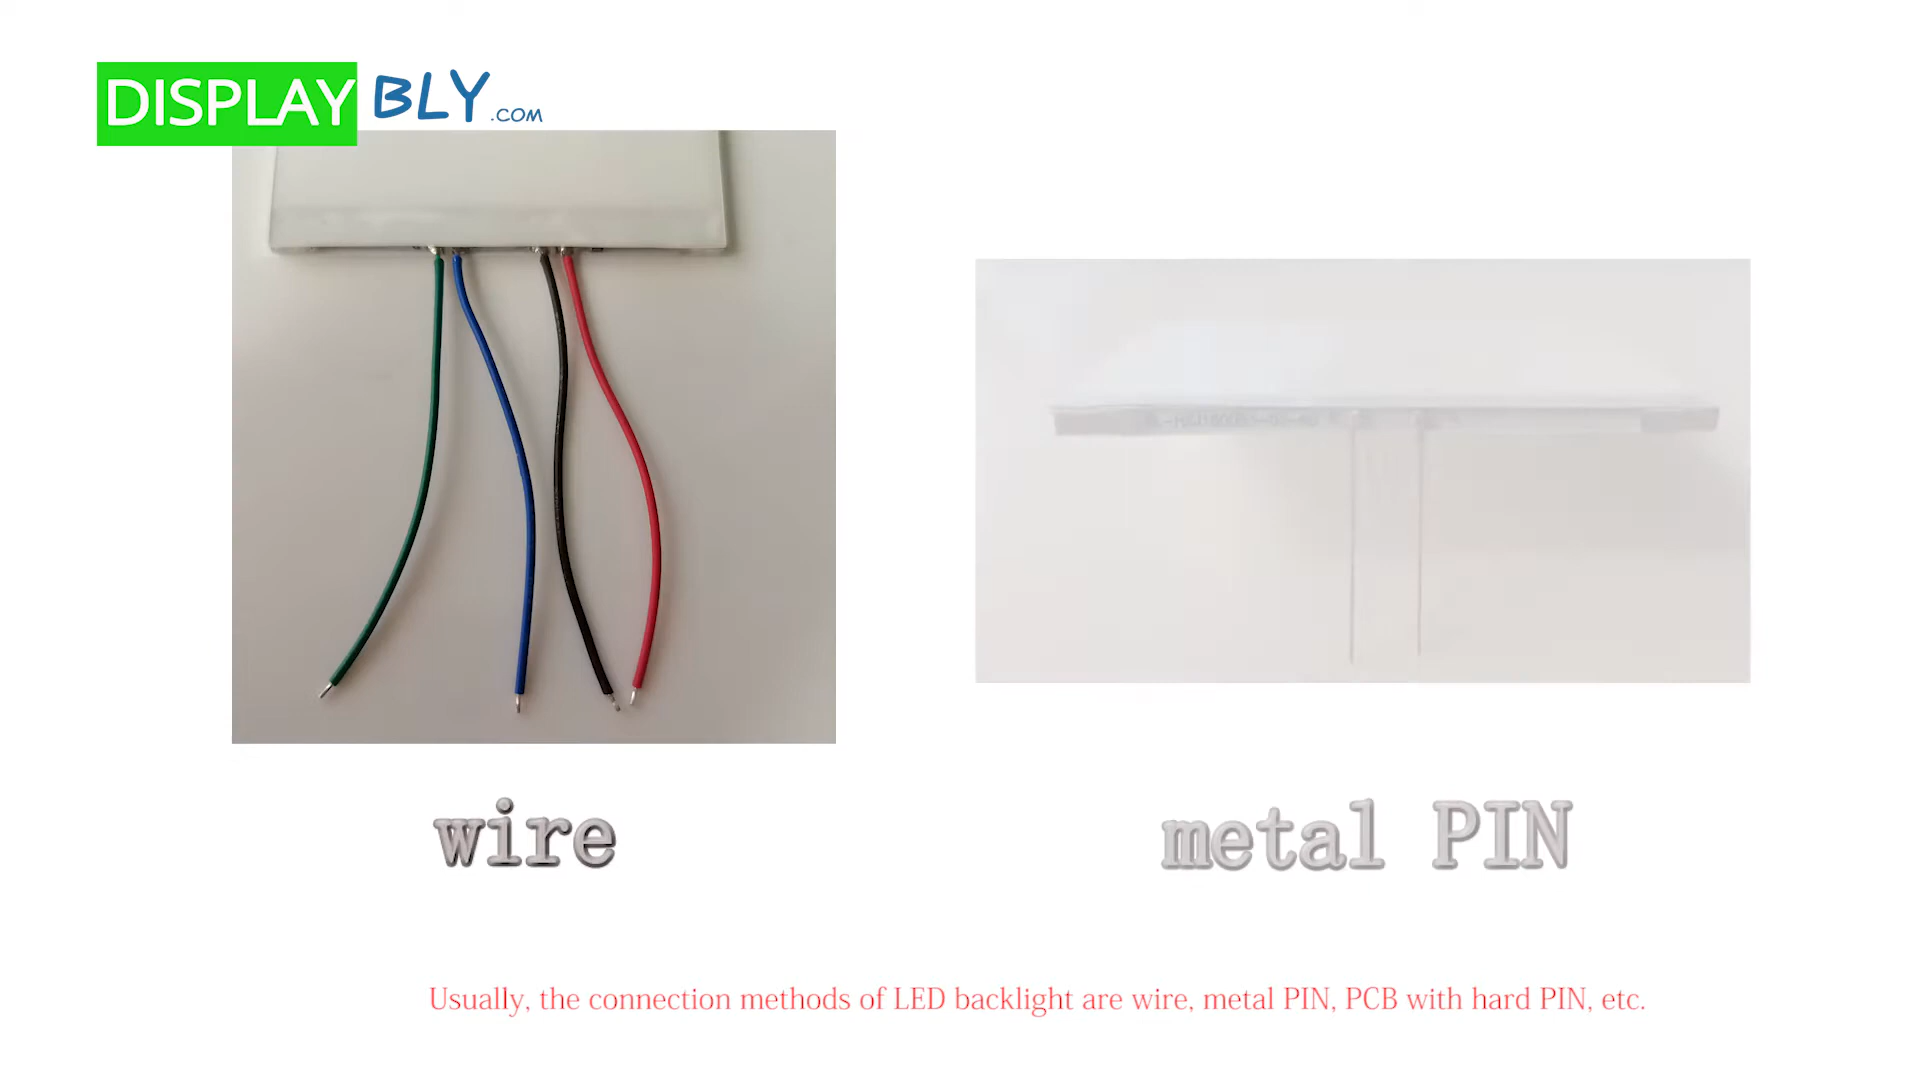 DISPLAY BLY.COM
wire
metal PIN
Usually, the connection methods of LED backlight are wire, metal PIN, PCB with hard PIN, etc.